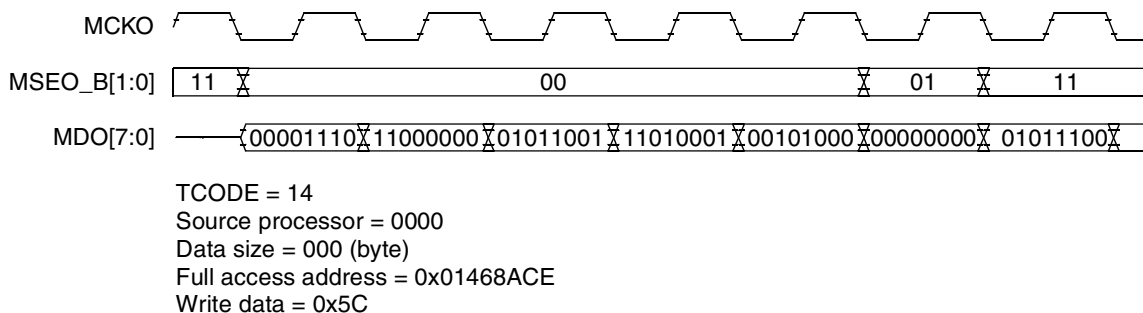 MCKO
MSEO_B[1:0] 11 00 01 11
MDO[7:0] 00001110 11000000 01011001 11010001 00101000 00000000 01011100
TCODE = 14
Source processor = 0000
Data size = 000 (byte)
Full access address = 0x01468ACE
Write data = 0x5C